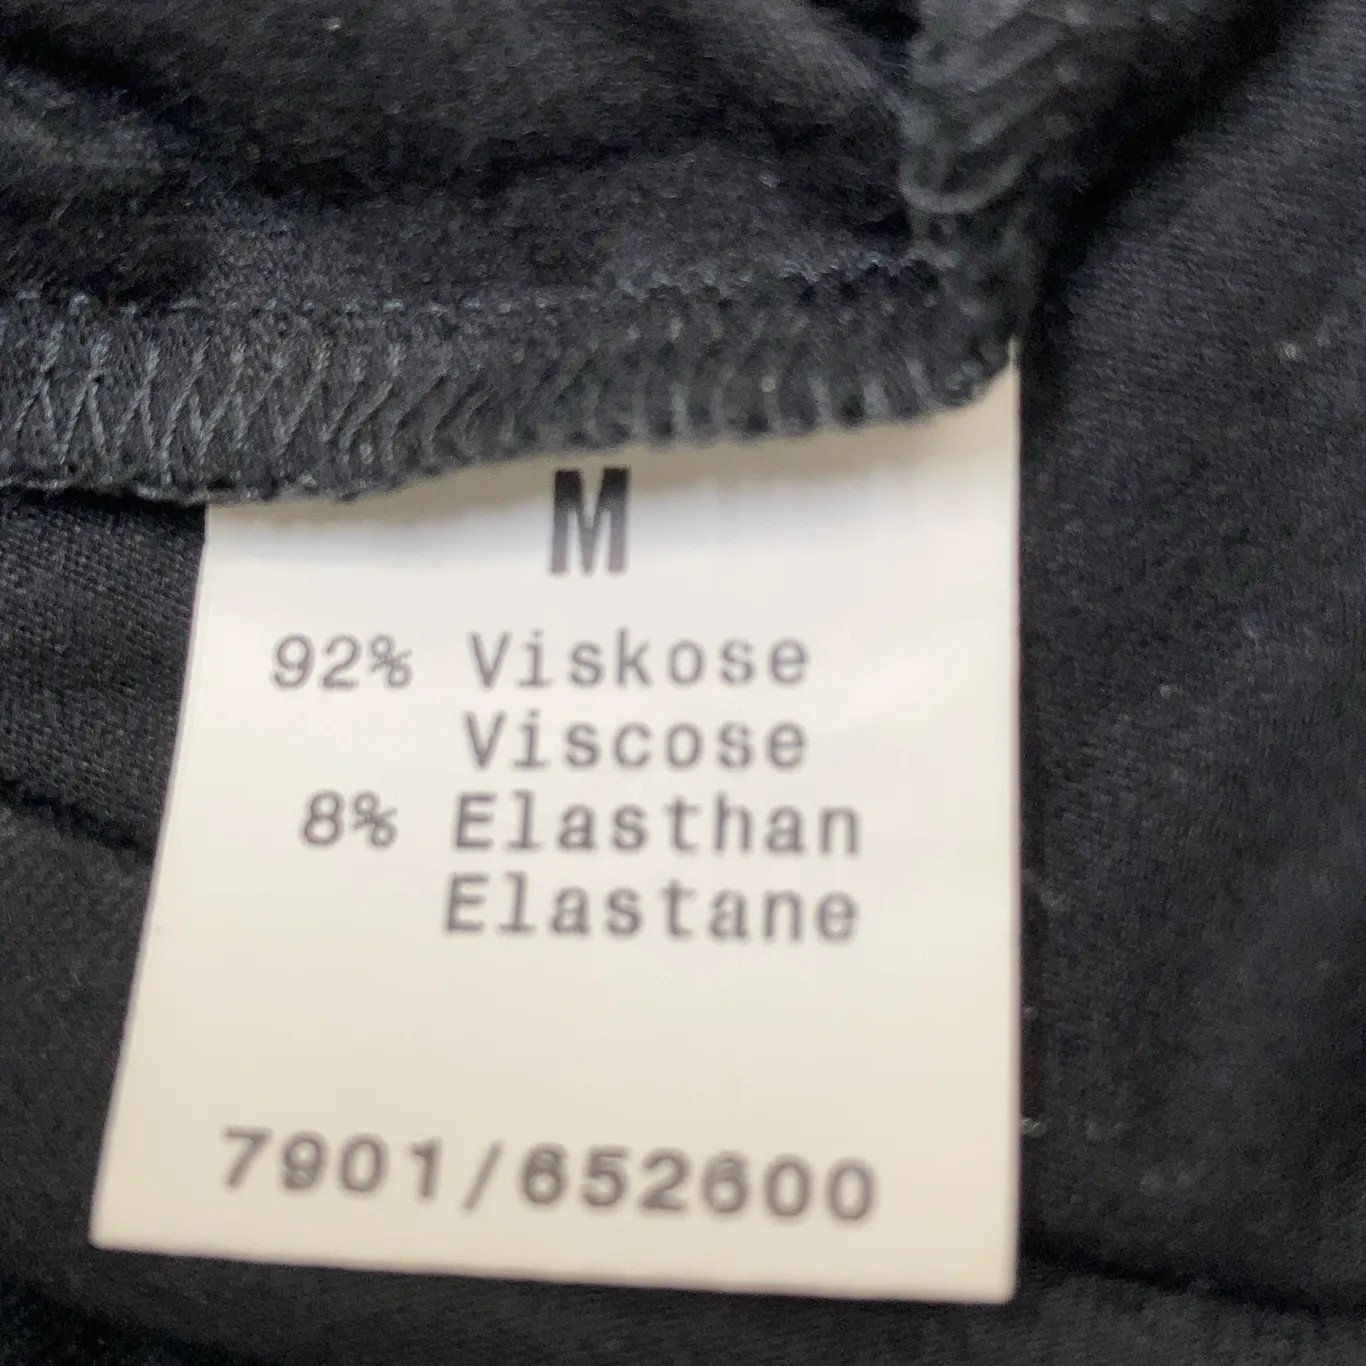 M
92% Viskose
Viscose
8% Elasthan
Elastane
7901/652600